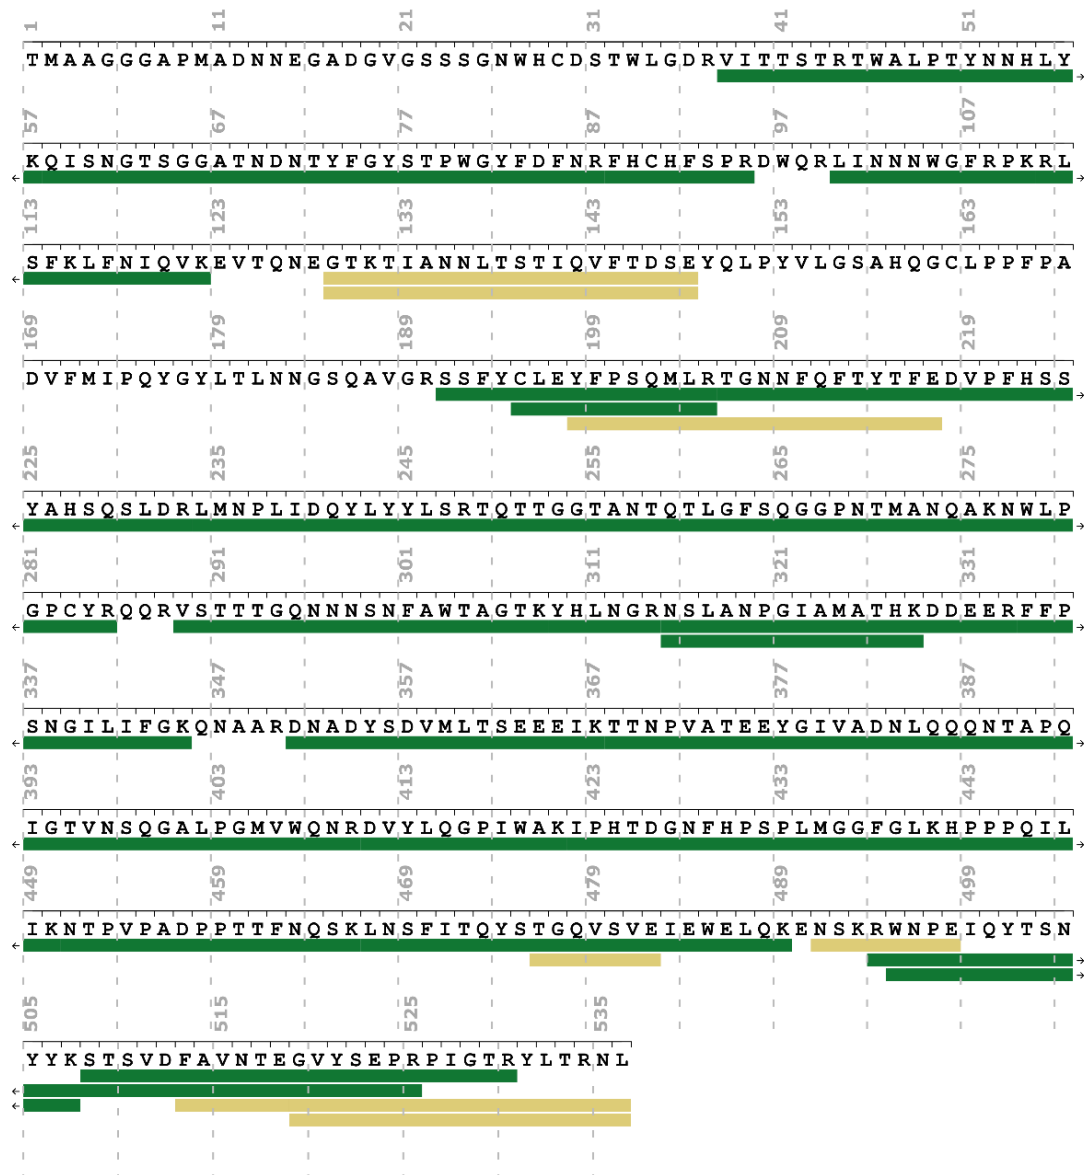 1 11 21 31 41 51
TMAAGGGAPMADNNEGADGVGSSSGNWHCDSTWLGDRVITTSTRTWALPTYNNHLY
57 67 77 87 97 107
KQISNGTSGGATNDNTYFGYSTPWGYFDFNRFHCHFSPRDWQRLINNNWGFRPKRL
113 123 133 143 153 163
SFKLFNIQVKEVTQNEGTKTIANNLTSTIQVFTDSEYQLPYVLGSAHQGCLPPFPA
169 179 189 199 209 219
DVFMIPQYGYLTLNNGSQAVGRSSFYCLEYFPSQMLRTGNNFQFTYTFEDVPFHSS
225 235 245 255 265 275
YAHSQSLDRLMNPLIDQYLYYLSRTQTTGGTANTQTLGFSQGGPNTMANQAKNWLP
281 291 301 311 321 331
GPCYRQQRVSTTTGQNNNSNFAWTAGTKYHLNGRNSLANPGIAMATHKDDEERFFP
337 347 357 367 377 387
SNGILIFGKQNAARDNADYSDVMLTSEEEIKTTNPVATEEYGIVADNLQQQNTAPQ
393 403 413 423 433 443
IGTVNSQGALPGMVWQNRDVYLQGPIWAKIPHTDGNFHPSPLMGGFGLKHPPPQIL
449 459 469 479 489 499
IKNTPVPADPPTTFNQSKLNSFITQYSTGQVSVEIEWELQKENSKRWNPEIQYTSN
505 515 525 535
YYKSTSVDFAVNTEGVYSEPRPIGTRYLTRNL